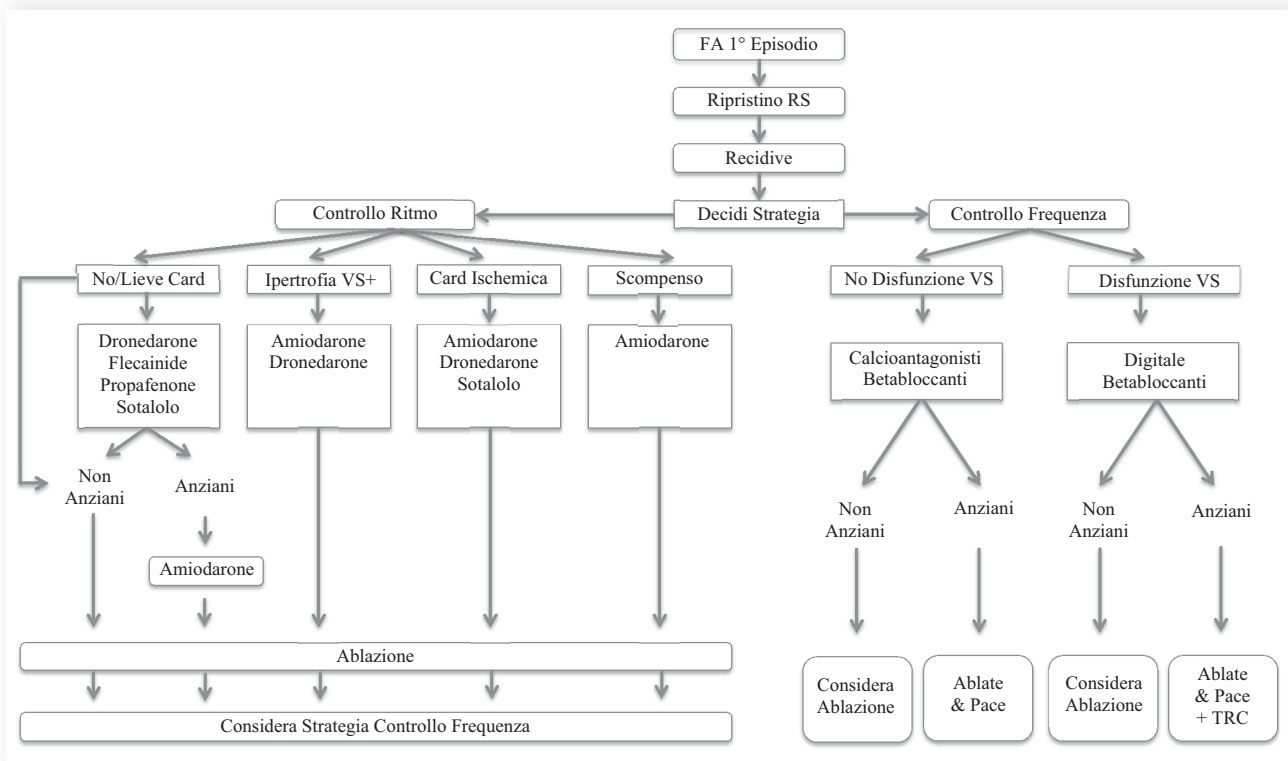 FA 1° Episodio
Ripristino RS
Recidive
Decidi Strategia
Controllo Ritmo
Controllo Frequenza
No/Lieve Card
Ipertrofia VS+
Card Ischemica
Scompenso
No Disfunzione VS
Disfunzione VS
Dronedarone
Flecainide
Propafenone
Sotalolo
Amiodarone
Dronedarone
Amiodarone
Dronedarone
Sotalolo
Amiodarone
Calcioantagonisti
Betabloccanti
Digitale
Betabloccanti
Non
Anziani
Anziani
Non
Anziani
Anziani
Non
Anziani
Anziani
Amiodarone
Ablazione
Considera Strategia Controllo Frequenza
Considera
Ablazione
Ablate
& Pace
Considera
Ablazione
Ablate
& Pace
+ TRC